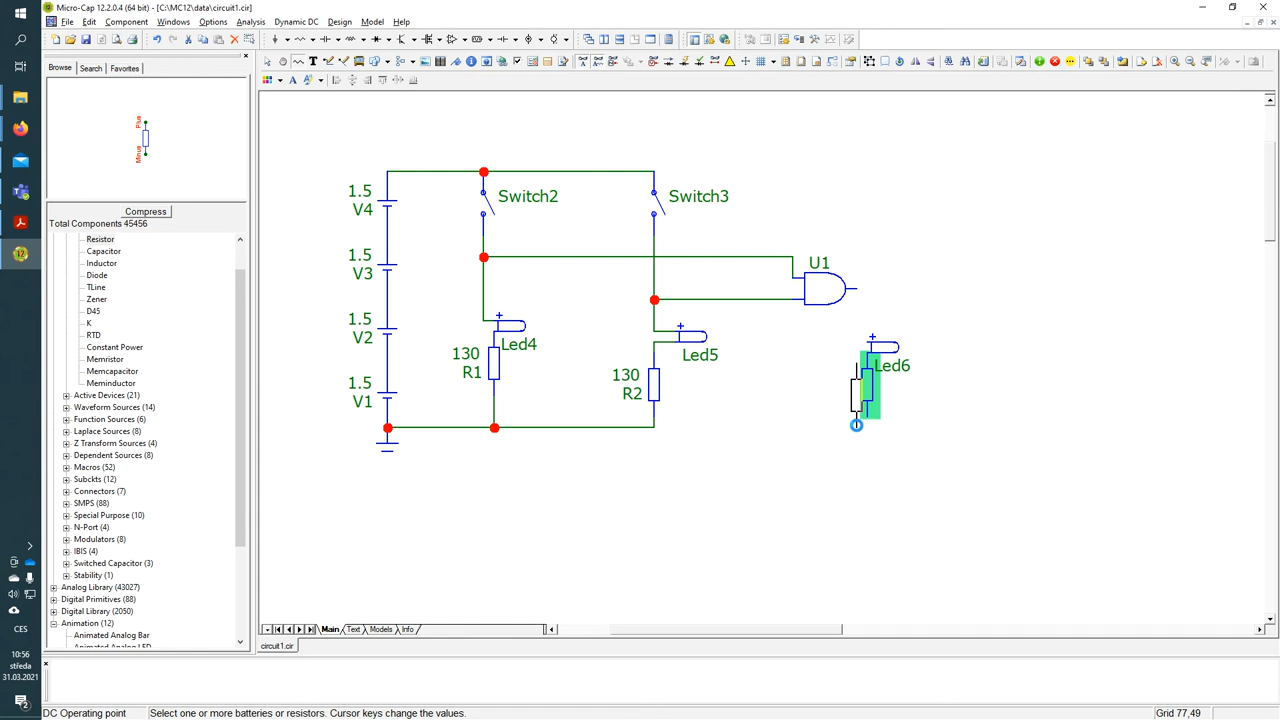 Micro-Cap 12.2.0.4 (64 bit) - [C:\MC12\data\circuit1.cir]
File Edit Component Windows Options Analysis Dynamic DC Design Model Help
Browse Search Favorites
Plus
Minus
Compress
Total Components 45456
Resistor
Capacitor
Inductor
Diode
TLine
Zener
D45
K
RTD
Constant Power
Memristor
Memcapacitor
Meminductor
Active Devices (21)
Waveform Sources (14)
Function Sources (6)
Laplace Sources (8)
Z Transform Sources (4)
Dependent Sources (8)
Macros (52)
Subckts (12)
Connectors (7)
SMPS (88)
Special Purpose (10)
N-Port (4)
Modulators (8)
IBIS (4)
Switched Capacitor (3)
Stability (1)
Analog Library (43027)
Digital Primitives (88)
Digital Library (2050)
Animation (12)
Animated Analog Bar
Animated Analog LED
1.5
V4
1.5
V3
1.5
V2
1.5
V1
Switch2
Switch3
U1
Led4
130
R1
Led5
130
R2
Led6
Main Text Models Info
circuit1.cir
12
CES
10:56
středa
31.03.2021
2
DC Operating point Select one or more batteries or resistors. Cursor keys change the values. Grid 77,49